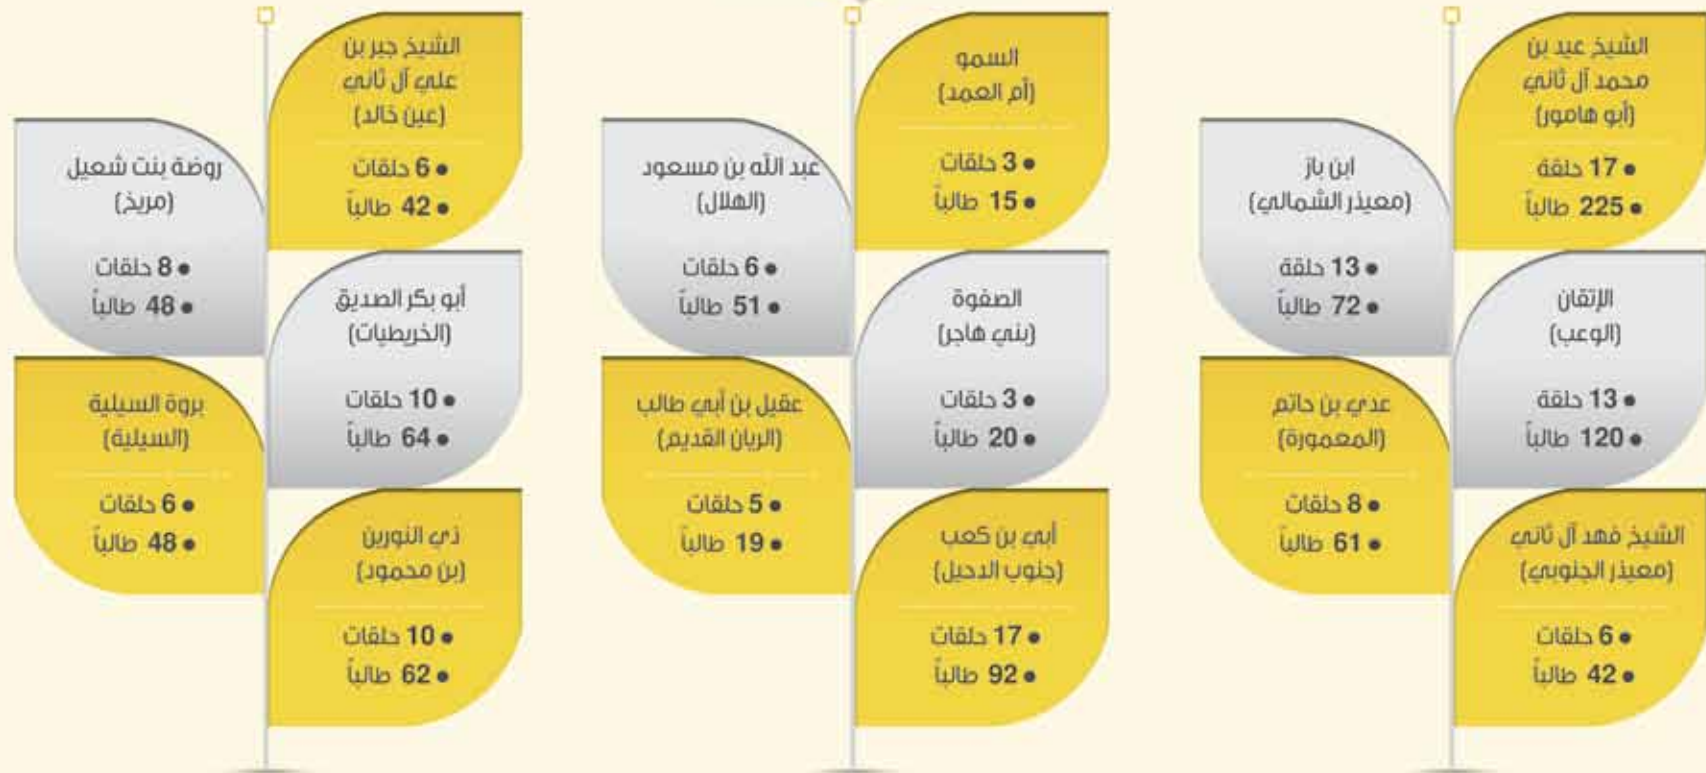 الشيخ عيد بن
محمد آل ثاني
(أبو هامور)
• 17 حلقة
• 225 طالباً
ابن باز
(معيذر الشمالي)
• 13 حلقة
• 72 طالباً
الإتقان
(الوعب)
• 13 حلقة
• 120 طالباً
عدي بن حاتم
(المعمورة)
• 8 حلقات
• 61 طالباً
الشيخ فهد آل ثاني
(معيذر الجنوبي)
• 6 حلقات
• 42 طالباً
السمو
(أم العمد)
• 3 حلقات
• 15 طالباً
عبد الله بن مسعود
(الهلال)
• 6 حلقات
• 51 طالباً
الصفوة
(بني هاجر)
• 3 حلقات
• 20 طالباً
عقيل بن أبي طالب
(الريان القديم)
• 5 حلقات
• 19 طالباً
أبي بن كعب
(جنوب الدحيل)
• 17 حلقات
• 92 طالباً
الشيخ جبر بن
علي آل ثاني
(عين خالد)
• 6 حلقات
• 42 طالباً
روضة بنت شعيل
(مريخ)
• 8 حلقات
• 48 طالباً
أبو بكر الصديق
(الخريطيات)
• 10 حلقات
• 64 طالباً
بروة السيلية
(السيلية)
• 6 حلقات
• 48 طالباً
ذي النورين
(بن محمود)
• 10 حلقات
• 62 طالباً